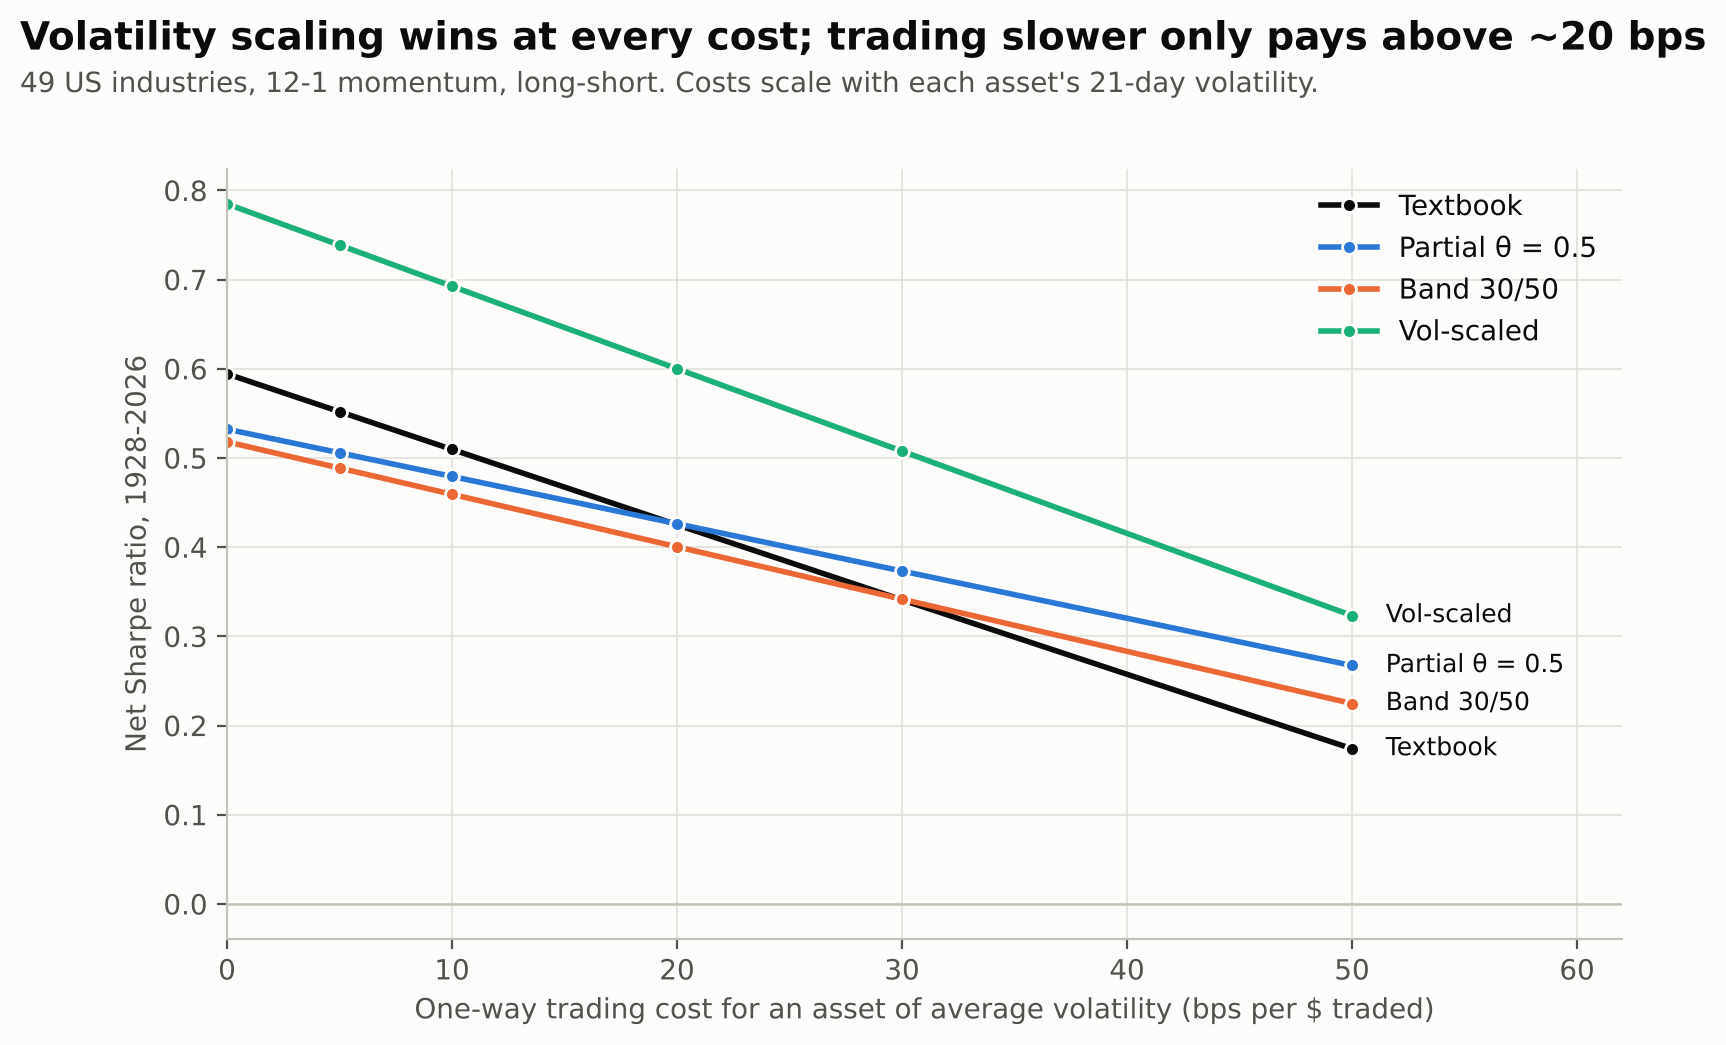 Volatility scaling wins at every cost; trading slower only pays above ~20 bps
49 US industries, 12-1 momentum, long-short. Costs scale with each asset's 21-day volatility.
Net Sharpe ratio, 1928-2026
0.8
0.7
0.6
0.5
0.4
0.3
0.2
0.1
0.0
Textbook
Partial θ = 0.5
Band 30/50
Vol-scaled
Vol-scaled
Partial θ = 0.5
Band 30/50
Textbook
0 10 20 30 40 50 60
One-way trading cost for an asset of average volatility (bps per $ traded)